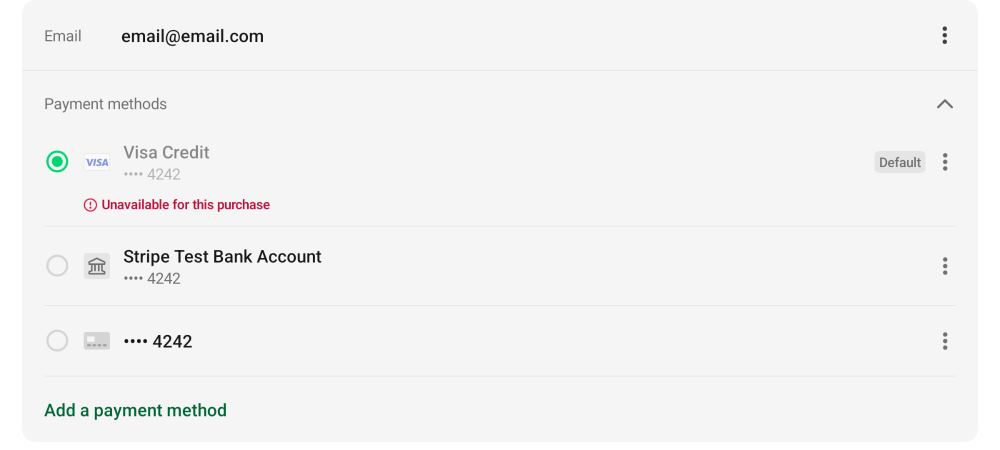 Email email@email.com
Payment methods
VISA Visa Credit Default
•••• 4242
Unavailable for this purchase
Stripe Test Bank Account
•••• 4242
•••• 4242
Add a payment method